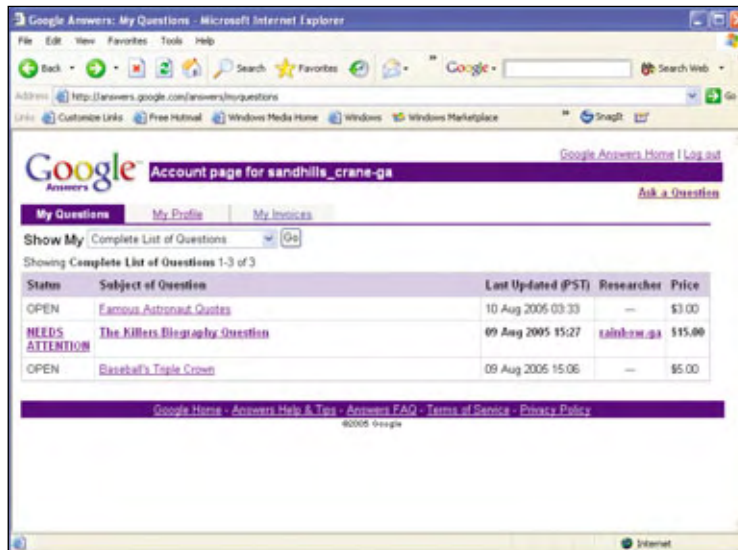 Google Answers: My Questions - Microsoft Internet Explorer
File Edit View Favorites Tools Help
Back Search Favorites Google Search Web
Address http://answers.google.com/answers/myquestions Go
Links Customize Links Free Hotmail Windows Media Home Windows Windows Marketplace SnagIt
Google Answers Home | Log out
Google Answers Account page for sandhills_crane-ga
Ask a Question
My Questions My Profile My Invoices
Show My Complete List of Questions Go
Showing Complete List of Questions 1-3 of 3
Status Subject of Question Last Updated (PST) Researcher Price
OPEN Famous Astronaut Quotes 10 Aug 2005 03:33 — $3.00
NEEDS ATTENTION The Killers Biography Question 09 Aug 2005 15:27 rainbow-ga $15.00
OPEN Baseball's Triple Crown 09 Aug 2005 15:06 — $5.00
Google Home - Answers Help & Tips - Answers FAQ - Terms of Service - Privacy Policy
©2005 Google
Internet